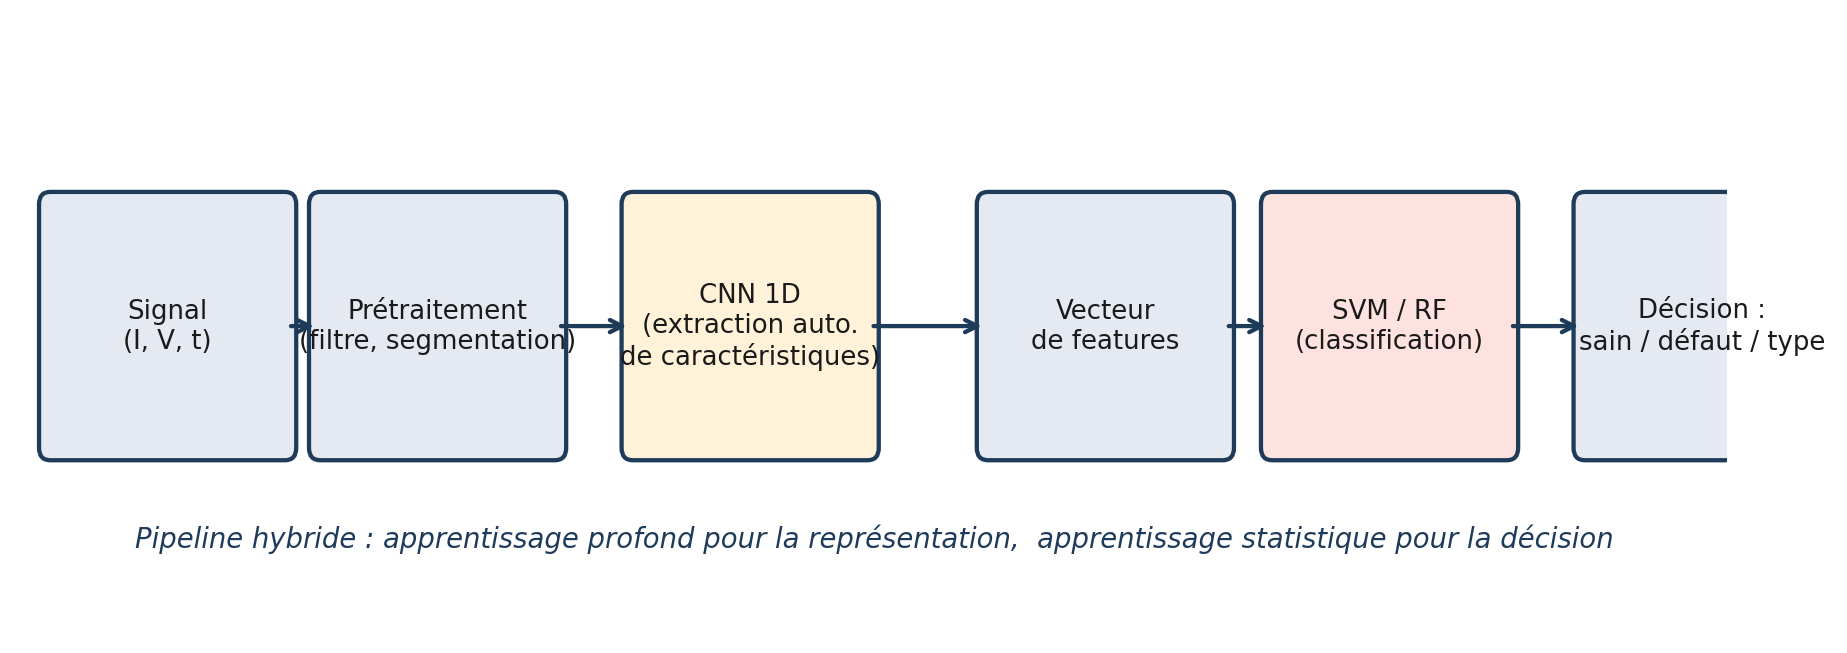 Signal
(I, V, t)
Prétraitement
(filtre, segmentation)
CNN 1D
(extraction auto.
de caractéristiques)
Vecteur
de features
SVM / RF
(classification)
Décision :
sain / défaut / type
Pipeline hybride : apprentissage profond pour la représentation,  apprentissage statistique pour la décision